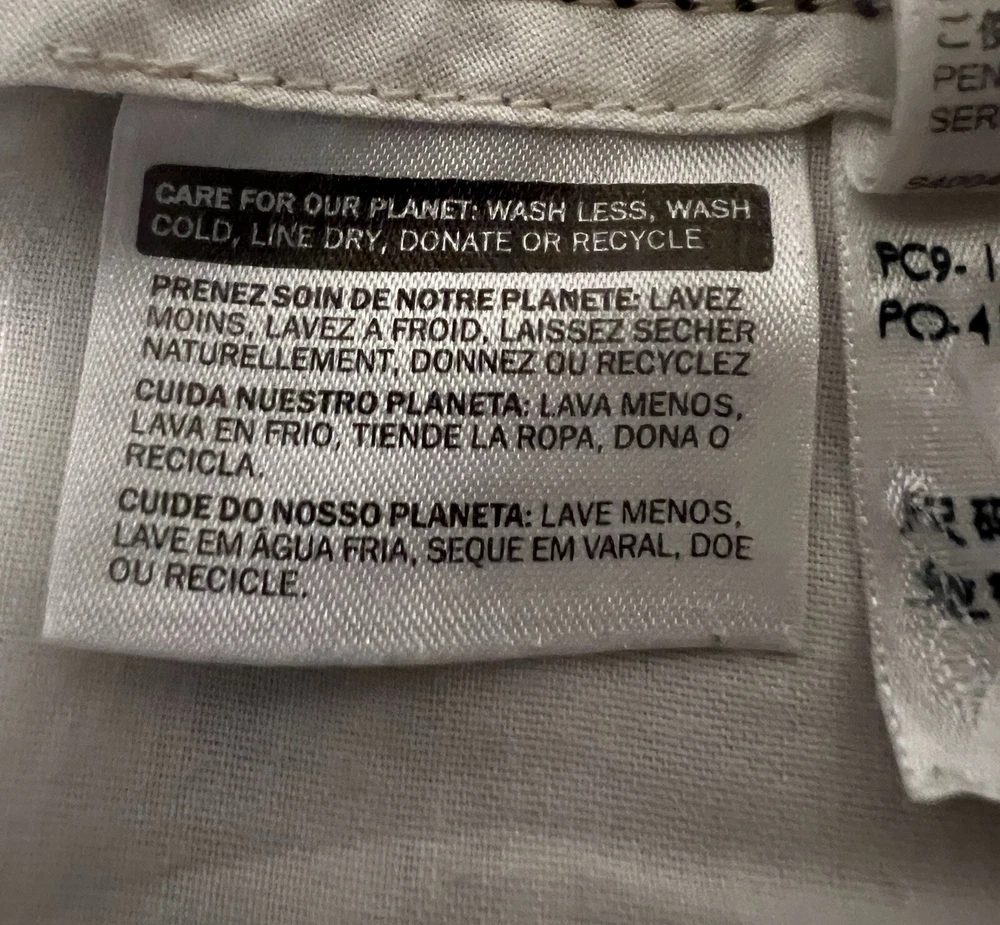 CARE FOR OUR PLANET: WASH LESS, WASH
COLD, LINE DRY, DONATE OR RECYCLE
PRENEZ SOIN DE NOTRE PLANETE: LAVEZ
MOINS, LAVEZ A FROID, LAISSEZ SECHER
NATURELLEMENT, DONNEZ OU RECYCLEZ
CUIDA NUESTRO PLANETA: LAVA MENOS,
LAVA EN FRIO, TIENDE LA ROPA, DONA O
RECICLA.
CUIDE DO NOSSO PLANETA: LAVE MENOS,
LAVE EM ÁGUA FRIA, SEQUE EM VARAL, DOE
OU RECICLE.
PEN
SER
PC9-
PO-4